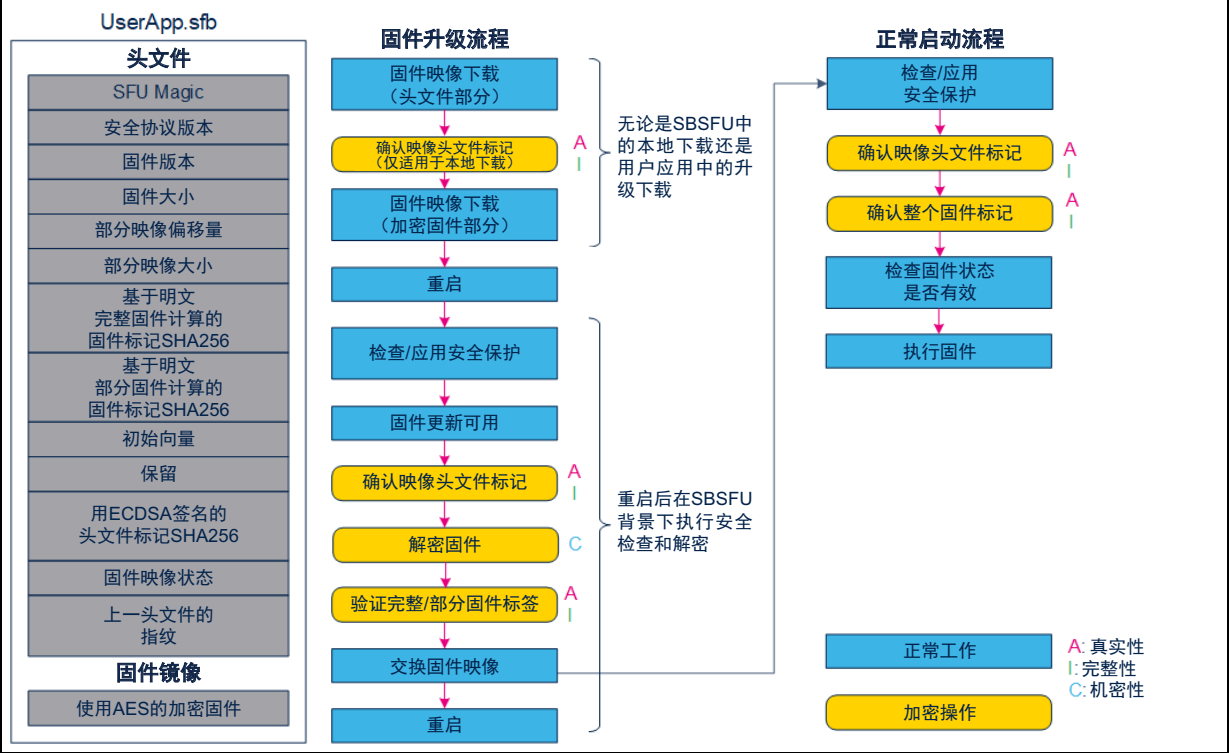 UserApp.sfb
头文件
SFU Magic
安全协议版本
固件版本
固件大小
部分映像偏移量
部分映像大小
基于明文
完整固件计算的
固件标记SHA256
基于明文
部分固件计算的
固件标记SHA256
初始向量
保留
用ECDSA签名的
头文件标记SHA256
固件映像状态
上一头文件的
指纹
固件镜像
使用AES的加密固件
固件升级流程
固件映像下载
（头文件部分）
确认映像头文件标记
（仅适用于本地下载）
A
I
固件映像下载
（加密固件部分）
无论是SBSFU中
的本地下载还是
用户应用中的升
级下载
重启
检查/应用安全保护
固件更新可用
确认映像头文件标记
A
I
解密固件
C
验证完整/部分固件标签
A
I
交换固件映像
重启
重启后在SBSFU
背景下执行安全
检查和解密
正常启动流程
检查/应用
安全保护
确认映像头文件标记
A
I
确认整个固件标记
A
I
检查固件状态
是否有效
执行固件
正常工作
加密操作
A: 真实性
I: 完整性
C: 机密性